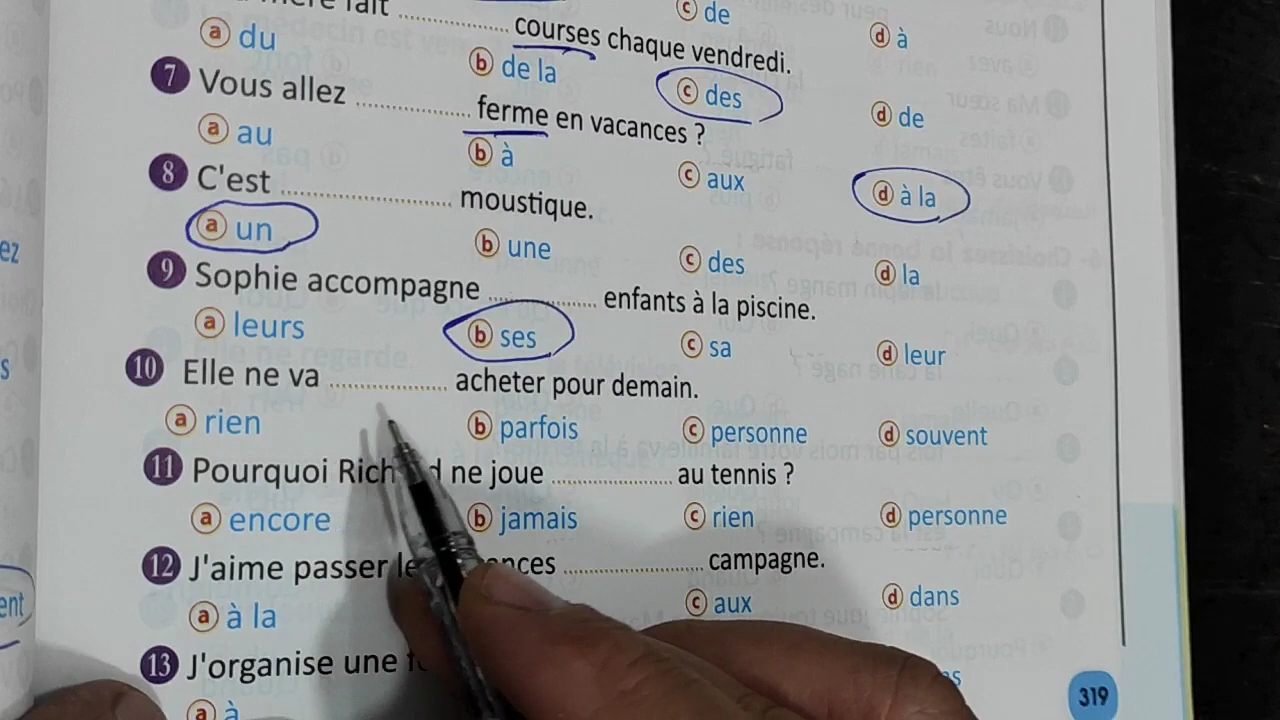 fait .................. courses chaque vendredi.
a du b de la c des d de
c de d à
7 Vous allez .................. ferme en vacances ?
a au b à c aux d à la
8 C'est .................. moustique.
a un b une c des d la
9 Sophie accompagne .................. enfants à la piscine.
a leurs b ses c sa d leur
10 Elle ne va .................. acheter pour demain.
a rien b parfois c personne d souvent
11 Pourquoi Rich d ne joue .................. au tennis ?
a encore b jamais c rien d personne
12 J'aime passer le nces .................. campagne.
a à la c aux d dans
13 J'organise une
a à
319